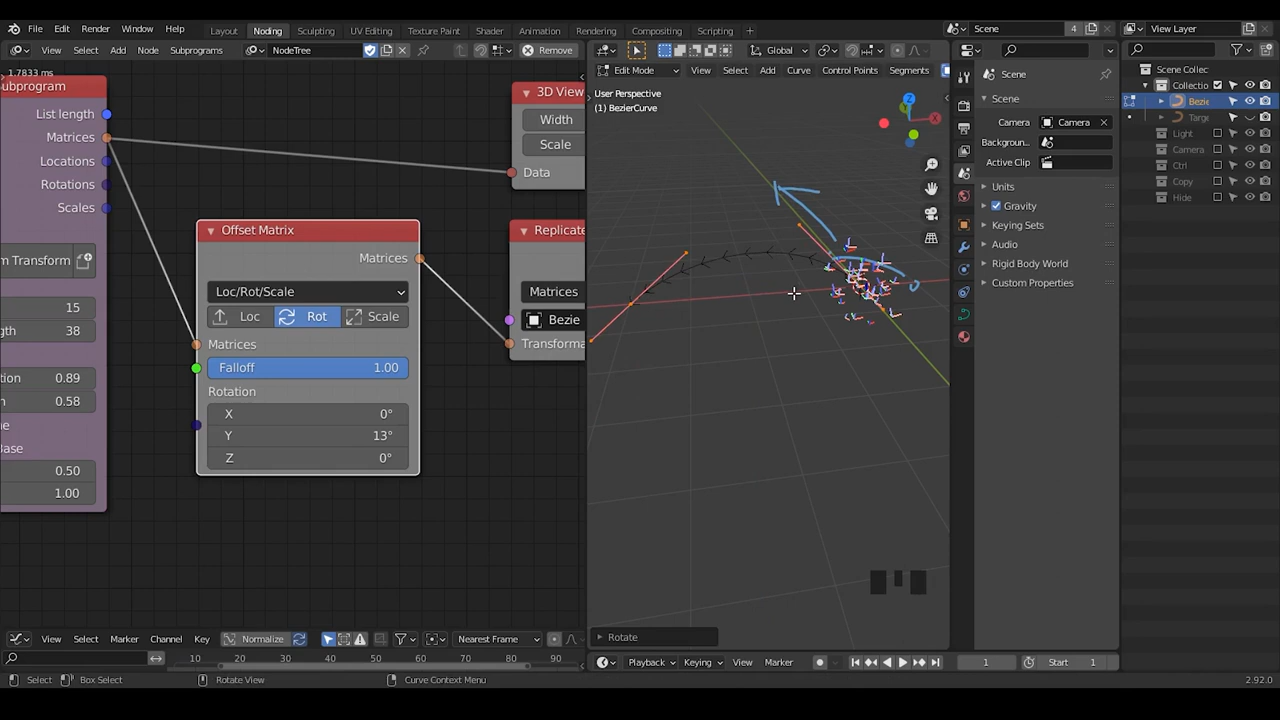 File Edit Render Window Help Layout Noding Sculpting UV Editing Texture Paint Shader Animation Rendering Compositing Scripting Scene 4 View Layer
View Select Add Node Subprograms NodeTree Remove Global
Edit Mode View Select Add Curve Control Points Segments
1.7833 ms
ubprogram
List length
Matrices
Locations
Rotations
Scales
m Transform
15
gth 38
tion 0.89
n 0.58
ne
Base
0.50
1.00
Offset Matrix
Matrices
Loc/Rot/Scale
Loc Rot Scale
Matrices
Falloff 1.00
Rotation
X 0°
Y 13°
Z 0°
3D View
Width
Scale
Data
Replicate
Matrices
Bezie
Transforma
User Perspective
(1) BezierCurve
Z
Rotate
Scene
Scene
Camera Camera
Backgroun..
Active Clip
Units
Gravity
Keying Sets
Audio
Rigid Body World
Custom Properties
Scene Collec
Collectio
Bezie
Targe
Light
Camera
Ctrl
Copy
Hide
View Select Marker Channel Key Normalize Nearest Frame
10 20 30 40 50 60 70 80 90
Playback Keying View Marker 1 Start 1
Select Box Select Rotate View Curve Context Menu 2.92.0